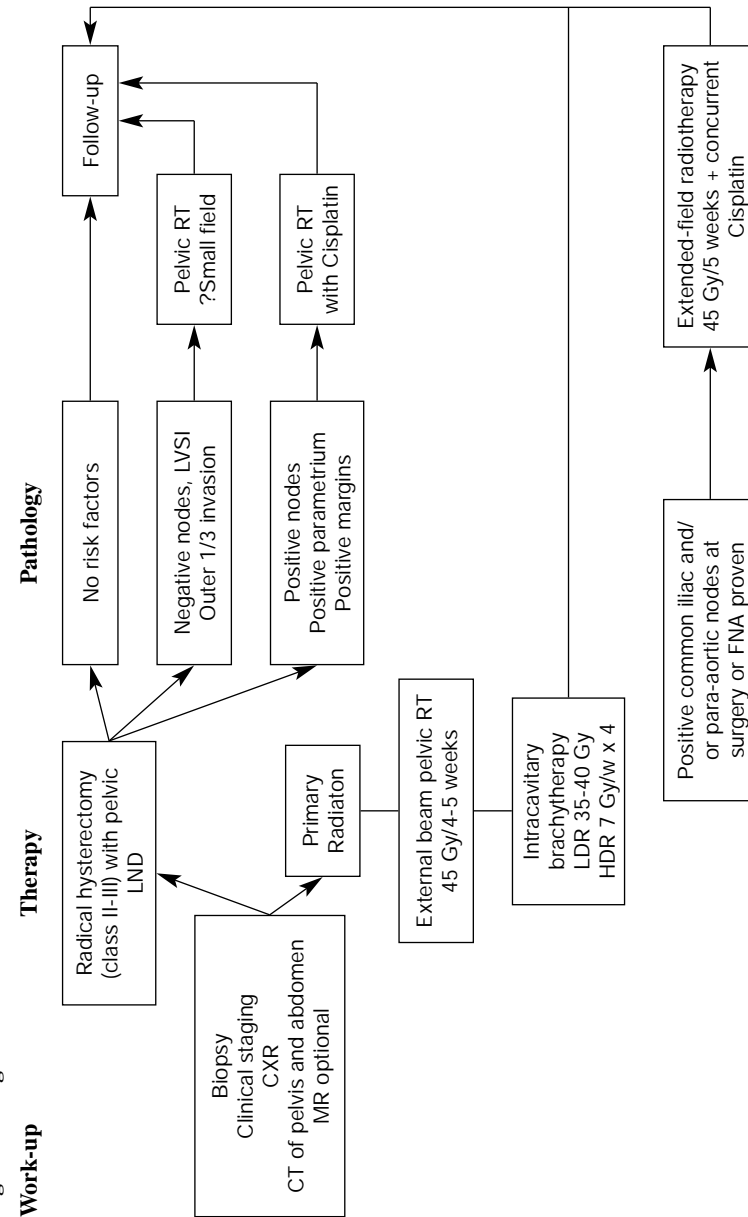 Work-up
Therapy
Pathology
Biopsy
Clinical staging
CXR
CT of pelvis and abdomen
MR optional
Radical hysterectomy
(class II-III) with pelvic
LND
Primary
Radiaton
External beam pelvic RT
45 Gy/4-5 weeks
Intracavitary
brachytherapy
LDR 35-40 Gy
HDR 7 Gy/w x 4
No risk factors
Negative nodes, LVSI
Outer 1/3 invasion
Positive nodes
Positive parametrium
Positive margins
Positive common iliac and/
or para-aortic nodes at
surgery or FNA proven
Follow-up
Pelvic RT
?Small field
Pelvic RT
with Cisplatin
Extended-field radiotherapy
45 Gy/5 weeks + concurrent
Cisplatin